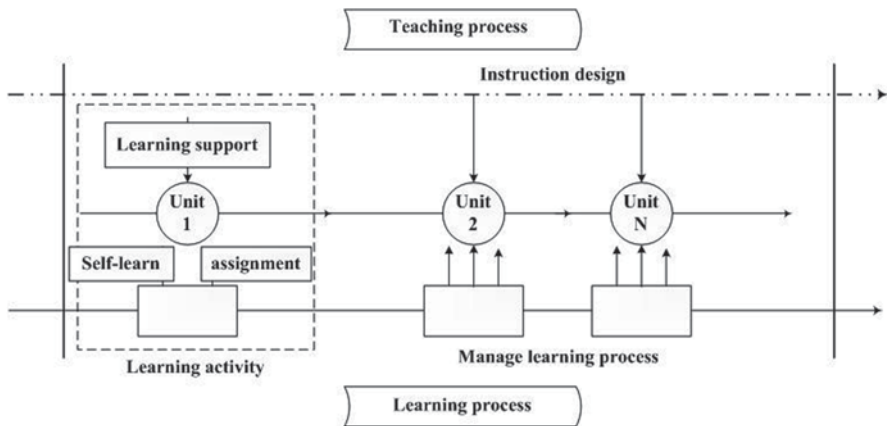 Teaching process
Instruction design
Learning support
Unit
1
Unit
2
Unit
N
Self-learn
assignment
Learning activity
Manage learning process
Learning process